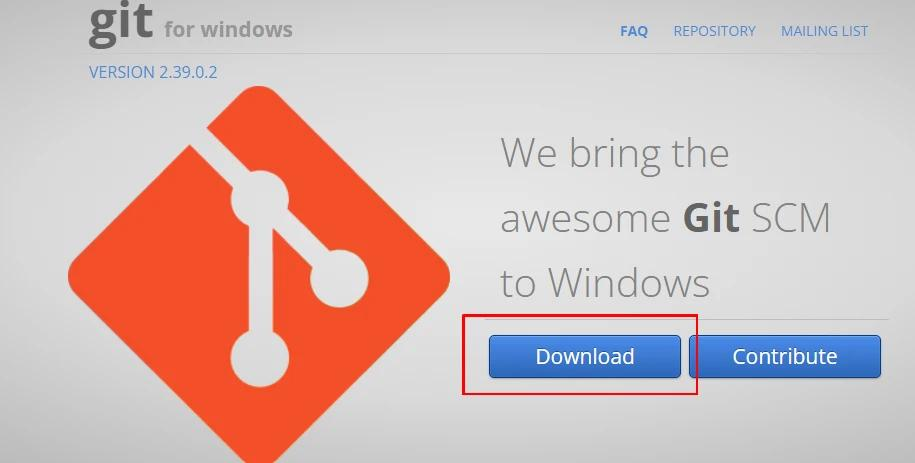 git for windows
FAQ REPOSITORY MAILING LIST
VERSION 2.39.0.2
We bring the
awesome Git SCM
to Windows
Download Contribute